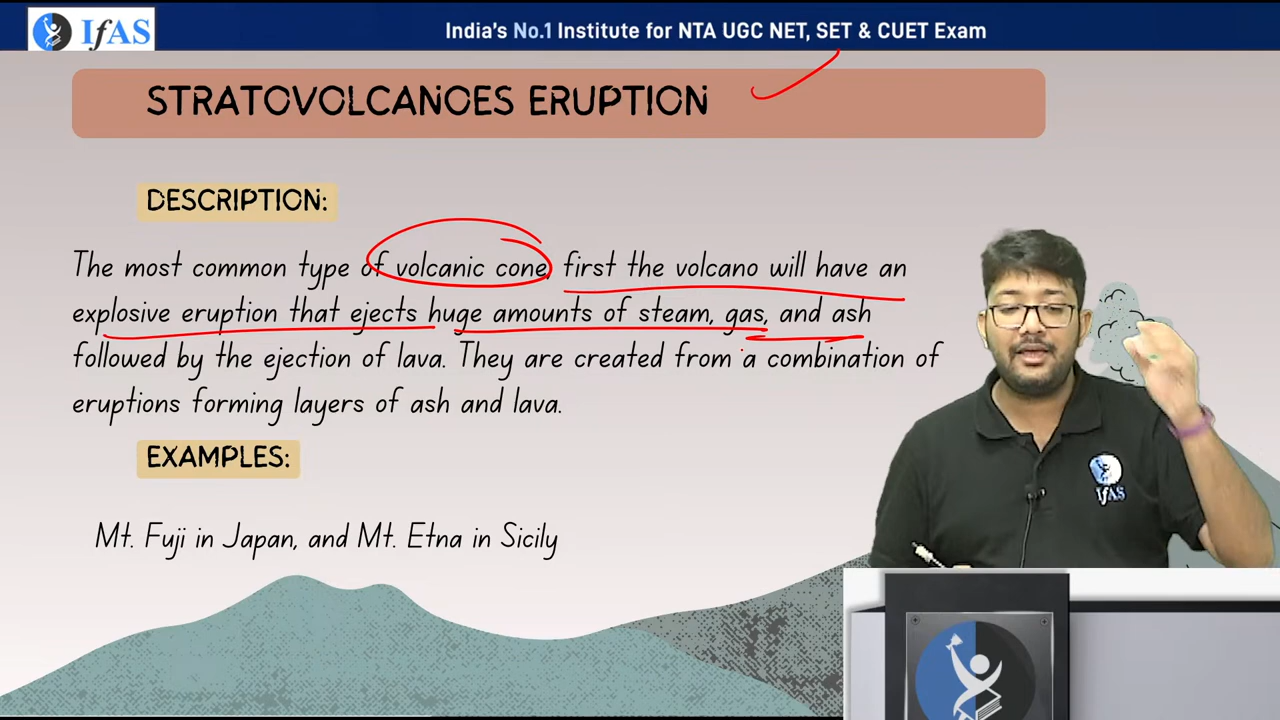 IfAS
India's No.1 Institute for NTA UGC NET, SET & CUET Exam
STRATOVOLCANOES ERUPTION
DESCRIPTION:
The most common type of volcanic cone, first the volcano will have an
explosive eruption that ejects huge amounts of steam, gas, and ash
followed by the ejection of lava. They are created from a combination of
eruptions forming layers of ash and lava.
EXAMPLES:
Mt. Fuji in Japan, and Mt. Etna in Sicily
IfAS